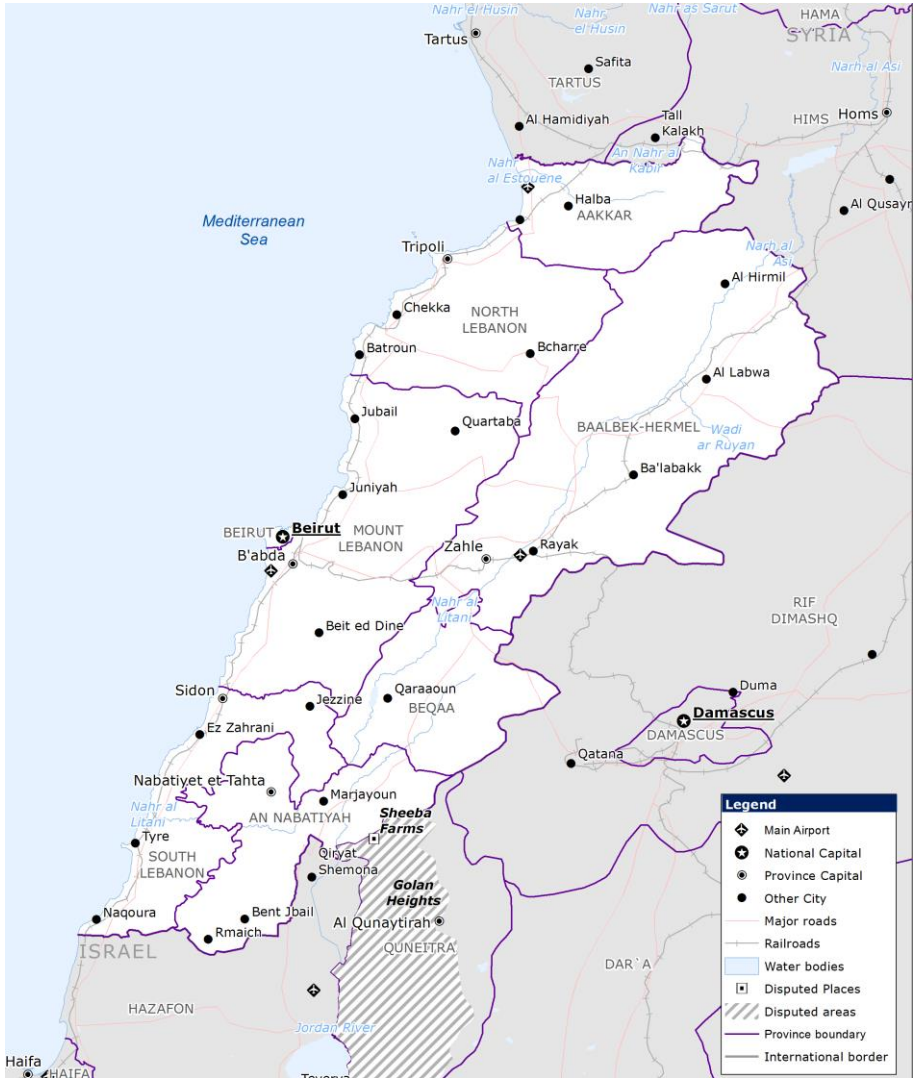 Nahr el Husin
Nahr
el Husin
Nahr as Sarut
HAMA
SYRIA
Tartus
Safita
TARTUS
Narh al Asi
Al Hamidiyah
Tall
Kalakh
HIMS
Homs
Nahr
al Estouene
An Nahr al
Kabir
Halba
AAKKAR
Al Qusayr
Mediterranean
Sea
Tripoli
Narh al
Asi
Al Hirmil
Chekka
NORTH
LEBANON
Batroun
Bcharre
Al Labwa
Jubail
Quartaba
BAALBEK-HERMEL
Wadi
ar Ruyan
Ba'labakk
Juniyah
BEIRUT
Beirut
MOUNT
LEBANON
B'abda
Zahle
Rayak
Nahr al
Litani
Beit ed Dine
RIF
DIMASHQ
Sidon
Jezzine
Qaraaoun
BEQAA
Duma
Ez Zahrani
Damascus
DAMASCUS
Qatana
Nabatiyet et-Tahta
Nahr al
Litani
AN NABATIYAH
Marjayoun
Sheeba
Farms
Tyre
SOUTH
LEBANON
Qiryat
Shemona
Golan
Heights
Naqoura
Bent Jbail
Al Qunaytirah
Rmaich
ISRAEL
QUNEITRA
DAR'A
HAZAFON
Jordan River
Haifa
HAIFA
Legend
Main Airport
National Capital
Province Capital
Other City
Major roads
Railroads
Water bodies
Disputed Places
Disputed areas
Province boundary
International border